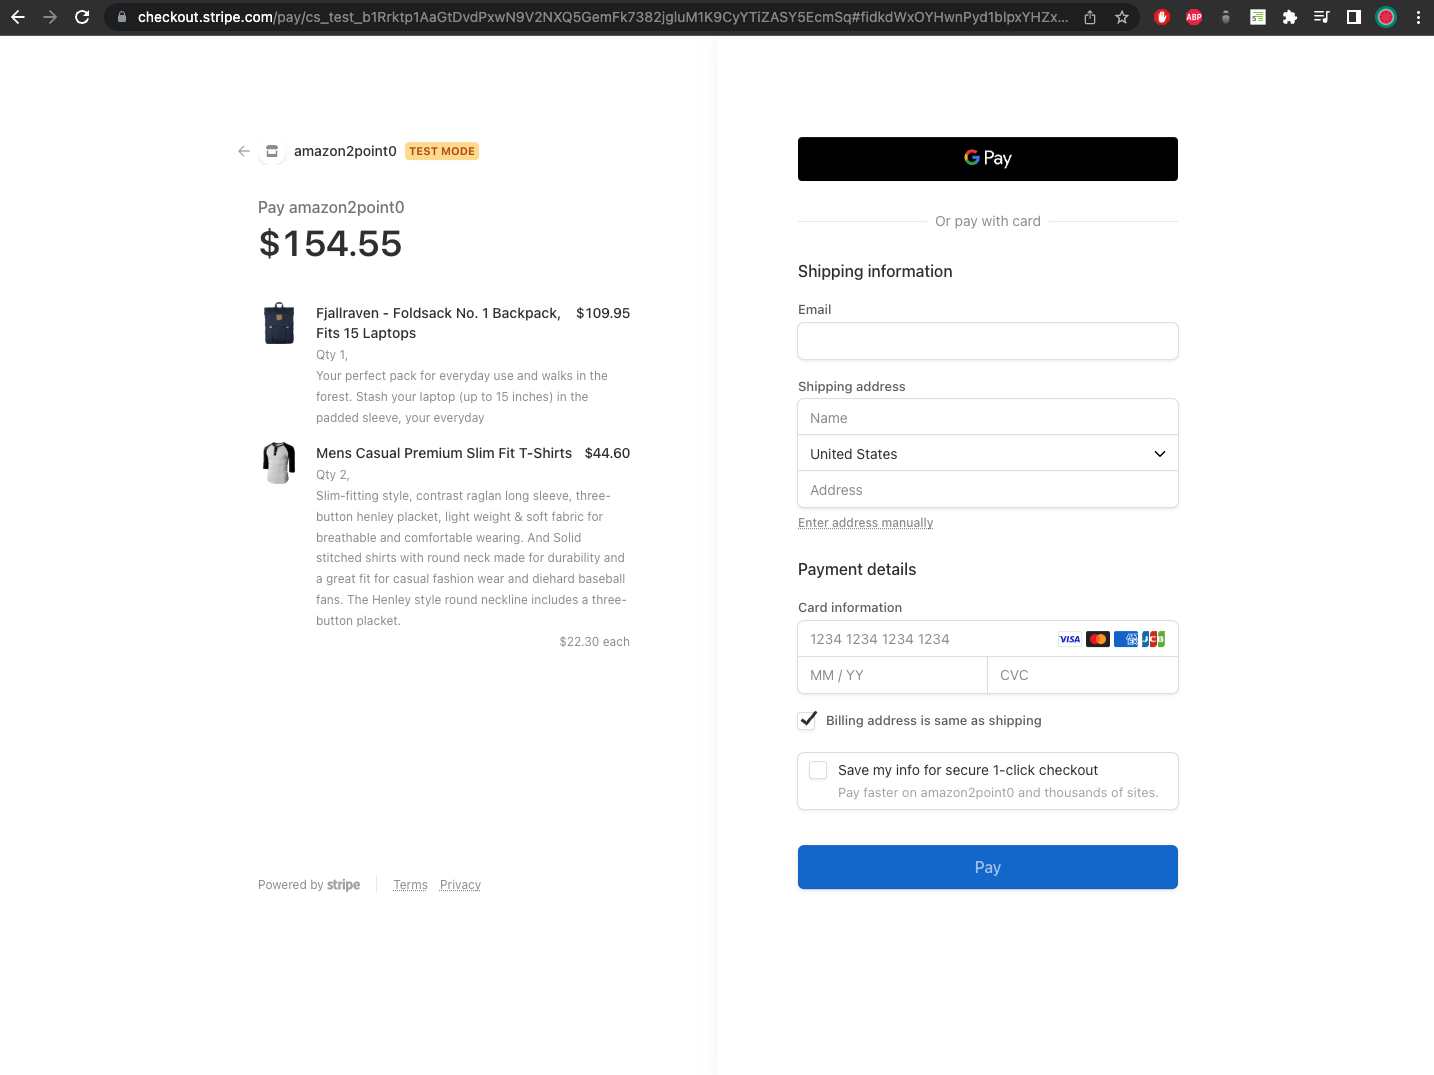 checkout.stripe.com/pay/cs_test_b1Rrktp1AaGtDvdPxwN9V2NXQ5GemFk7382jgluM1K9CyYTiZASY5EcmSq#fidkdWxOYHwnPyd1blpxYHZx...
ABP
amazon2point0 TEST MODE
Pay amazon2point0
$154.55
Fjallraven - Foldsack No. 1 Backpack, $109.95
Fits 15 Laptops
Qty 1,
Your perfect pack for everyday use and walks in the
forest. Stash your laptop (up to 15 inches) in the
padded sleeve, your everyday
Mens Casual Premium Slim Fit T-Shirts $44.60
Qty 2,
Slim-fitting style, contrast raglan long sleeve, three-
button henley placket, light weight & soft fabric for
breathable and comfortable wearing. And Solid
stitched shirts with round neck made for durability and
a great fit for casual fashion wear and diehard baseball
fans. The Henley style round neckline includes a three-
button placket.
$22.30 each
Powered by stripe Terms Privacy
G Pay
Or pay with card
Shipping information
Email
Shipping address
Name
United States
Address
Enter address manually
Payment details
Card information
1234 1234 1234 1234 VISA AMEX JCB
MM / YY CVC
Billing address is same as shipping
Save my info for secure 1-click checkout
Pay faster on amazon2point0 and thousands of sites.
Pay